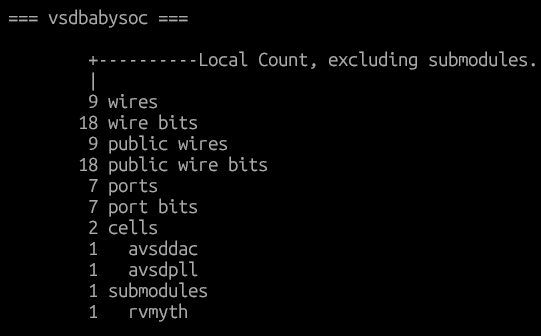 === vsdbabysoc ===
+----------Local Count, excluding submodules.
|
9 wires
18 wire bits
9 public wires
18 public wire bits
7 ports
7 port bits
2 cells
1 avsddac
1 avsdpll
1 submodules
1 rvmyth